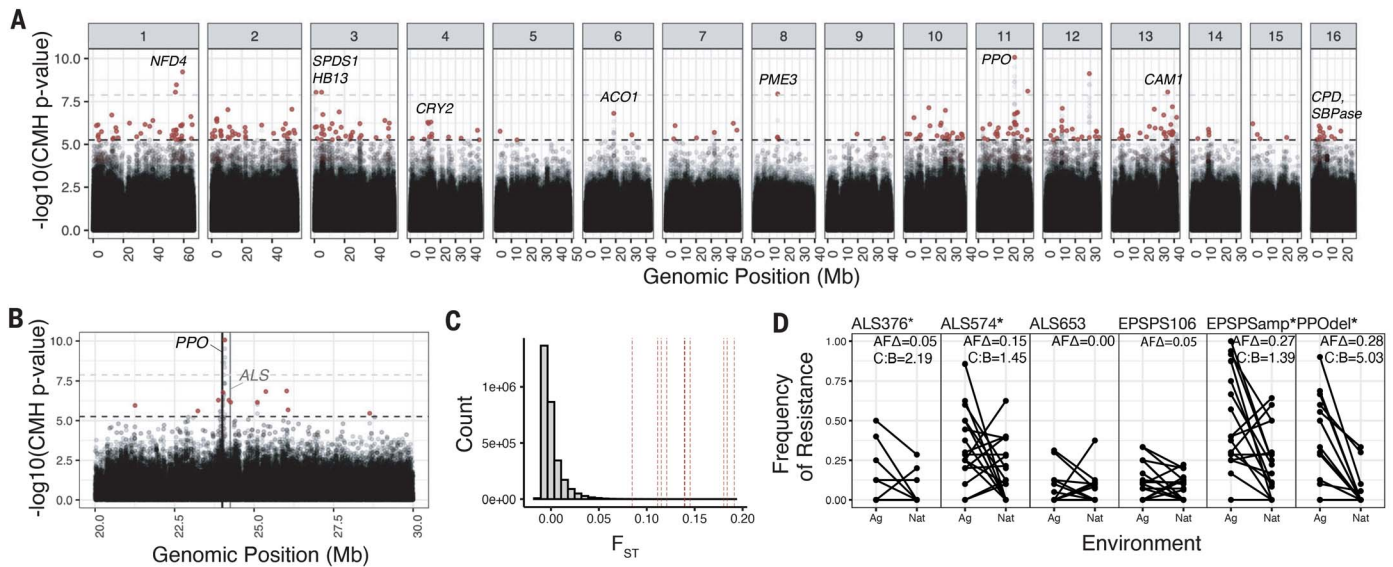 A
1 2 3 4 5 6 7 8 9 10 11 12 13 14 15 16
-log10(CMH p-value)
10.0
7.5
5.0
2.5
0.0
NFD4
SPDS1
HB13
CRY2
ACO1
PME3
PPO
CAM1
CPD,
SBPase
0 20 40 60
0 20 40
0 20 40
0 10 20 30 40
0 10 20 30 40 50
0 10 20 30 40
0 10 20 30 40
0 10 20 30 40
0 10 20 30 40
0 10 20 30
0 10 20 30
0 10 20 30
0 10 20 30 40
0 10 20 30
0 10 20 30
0 10 20
Genomic Position (Mb)
B
-log10(CMH p-value)
10.0
7.5
5.0
2.5
0.0
PPO
ALS
20.0 22.5 25.0 27.5 30.0
Genomic Position (Mb)
C
Count
1e+06
5e+05
0e+00
0.00 0.05 0.10 0.15 0.20
FST
D
ALS376* ALS574* ALS653 EPSPS106 EPSPSamp* PPOdel*
AFΔ=0.05 AFΔ=0.15 AFΔ=0.00 AFΔ=0.05 AFΔ=0.27 AFΔ=0.28
C:B=2.19 C:B=1.45 C:B=1.39 C:B=5.03
Frequency
of Resistance
1.00
0.75
0.50
0.25
0.00
Ag Nat Ag Nat Ag Nat Ag Nat Ag Nat Ag Nat
Environment